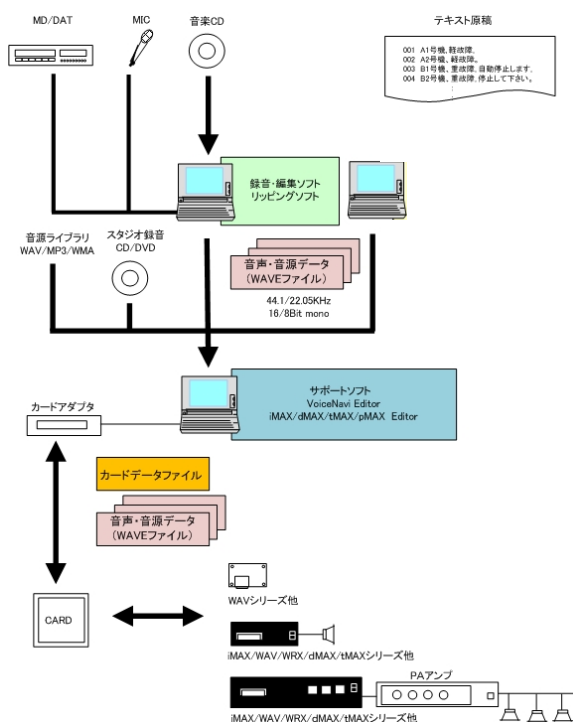 MD/DAT
MIC
音楽CD
テキスト原稿
001 A1号機、軽故障.
002 A2号機、軽故障。
003 B1号機、重故障、自動停止します。
004 B2号機、重故障、停止して下さい。
録音・編集ソフト
リッピングソフト
音源ライブラリ
WAV/MP3/WMA
スタジオ録音
CD/DVD
音声・音源データ
(WAVEファイル)
44.1/22.05KHz
16/8Bit mono
サポートソフト
VoiceNavi Editor
iMAX/dMAX/tMAX/pMAX Editor
カードアダプタ
カードデータファイル
音声・音源データ
(WAVEファイル)
CARD
WAVシリーズ他
iMAX/WAV/WRX/dMAX/tMAXシリーズ他
PAアンプ
iMAX/WAV/WRX/dMAX/tMAXシリーズ他